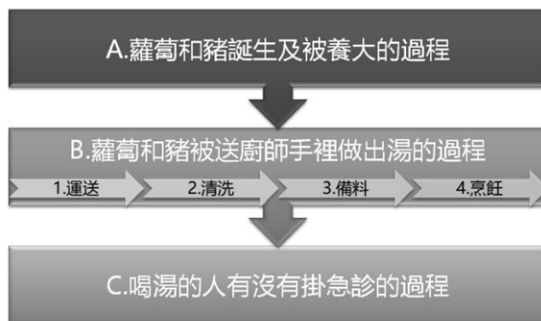 A.蘿蔔和豬誕生及被養大的過程
B.蘿蔔和豬被送廚師手裡做出湯的過程
1.運送
2.清洗
3.備料
4.烹飪
C.喝湯的人有沒有掛急診的過程